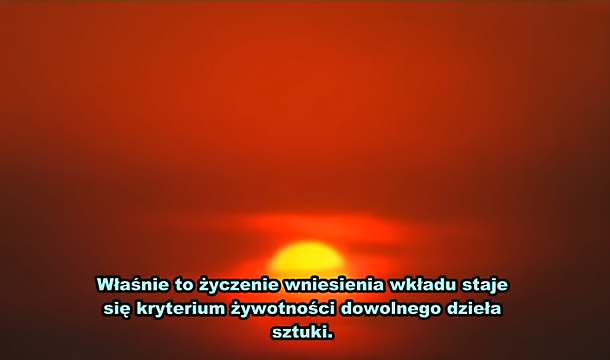 Właśnie to życzenie wniesienia wkładu staje
się kryterium żywotności dowolnego dzieła
sztuki.